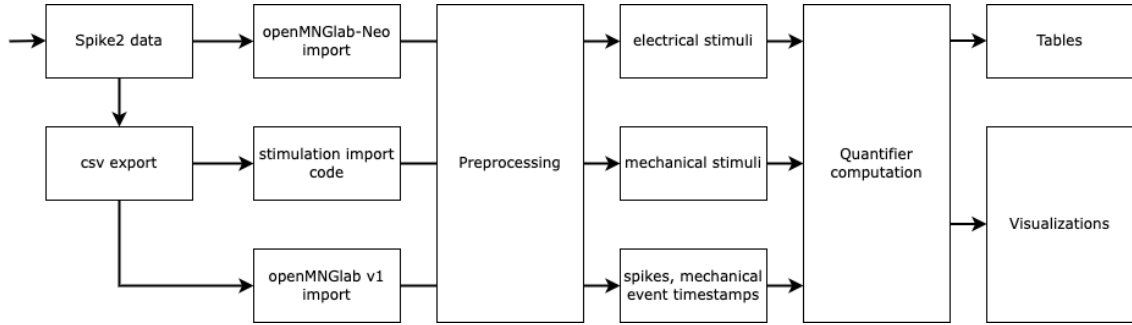 Spike2 data
openMNGlab-Neo
import
electrical stimuli
Tables
csv export
stimulation import
code
Preprocessing
mechanical stimuli
Quantifier
computation
Visualizations
openMNGlab v1
import
spikes, mechanical
event timestamps